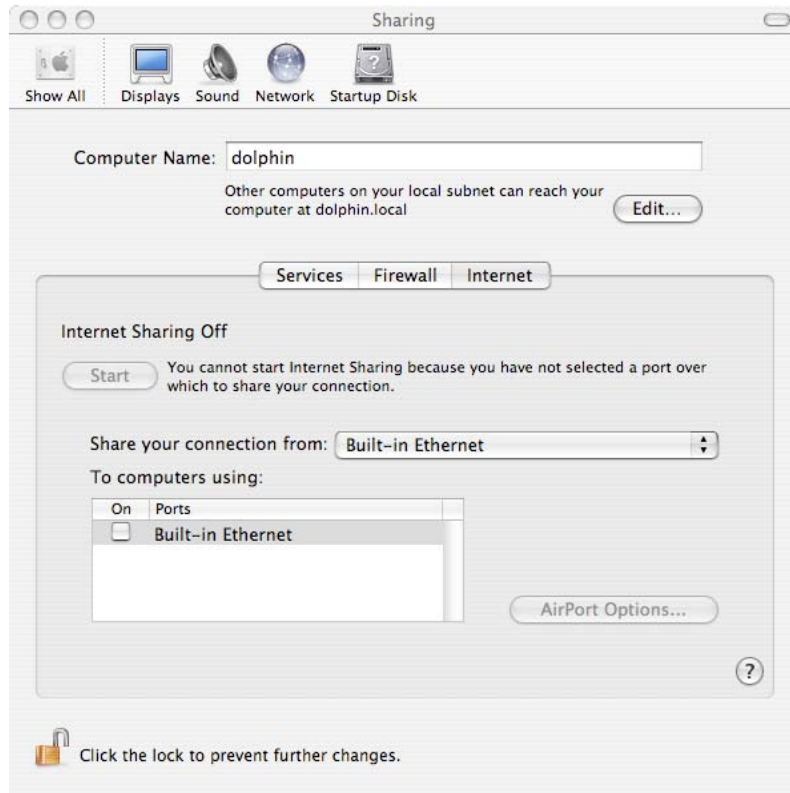 Sharing
Show All Displays Sound Network Startup Disk
Computer Name: dolphin
Other computers on your local subnet can reach your
computer at dolphin.local
Edit...
Services Firewall Internet
Internet Sharing Off
Start
You cannot start Internet Sharing because you have not selected a port over
which to share your connection.
Share your connection from: Built-in Ethernet
To computers using:
On Ports
Built-in Ethernet
AirPort Options...
?
Click the lock to prevent further changes.